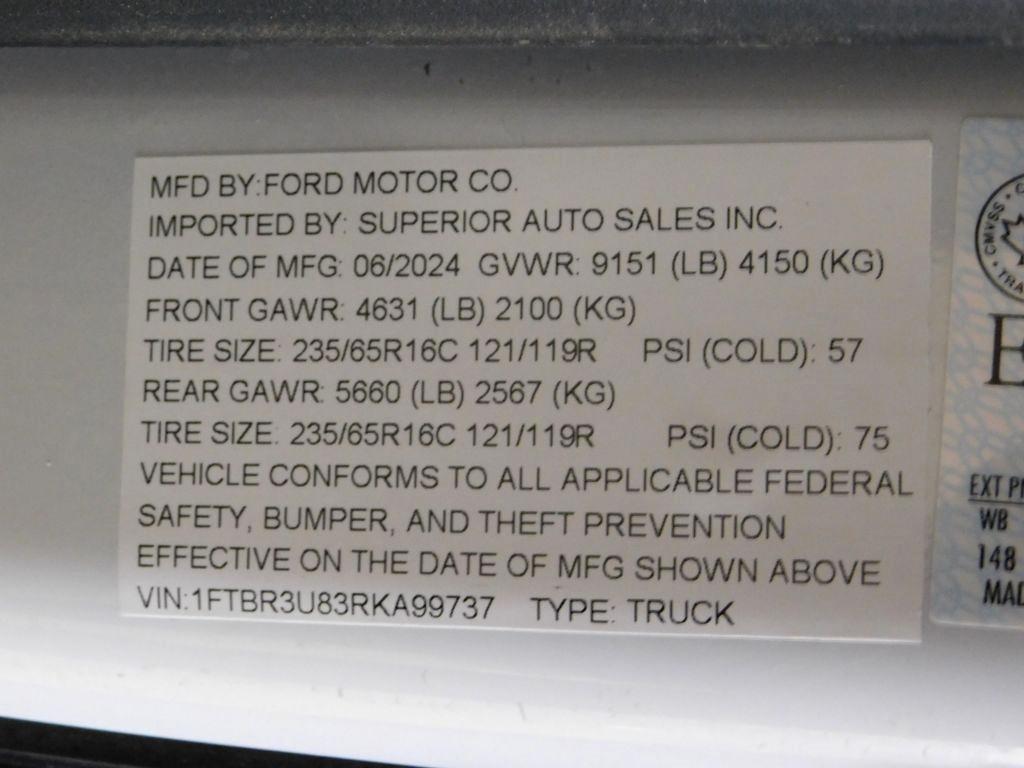 MFD BY:FORD MOTOR CO.
IMPORTED BY: SUPERIOR AUTO SALES INC.
DATE OF MFG: 06/2024 GVWR: 9151 (LB) 4150 (KG)
FRONT GAWR: 4631 (LB) 2100 (KG)
TIRE SIZE: 235/65R16C 121/119R PSI (COLD): 57
REAR GAWR: 5660 (LB) 2567 (KG)
TIRE SIZE: 235/65R16C 121/119R PSI (COLD): 75
VEHICLE CONFORMS TO ALL APPLICABLE FEDERAL
SAFETY, BUMPER, AND THEFT PREVENTION
EFFECTIVE ON THE DATE OF MFG SHOWN ABOVE
VIN:1FTBR3U83RKA99737 TYPE: TRUCK
CMVSS
EXT
WB
148